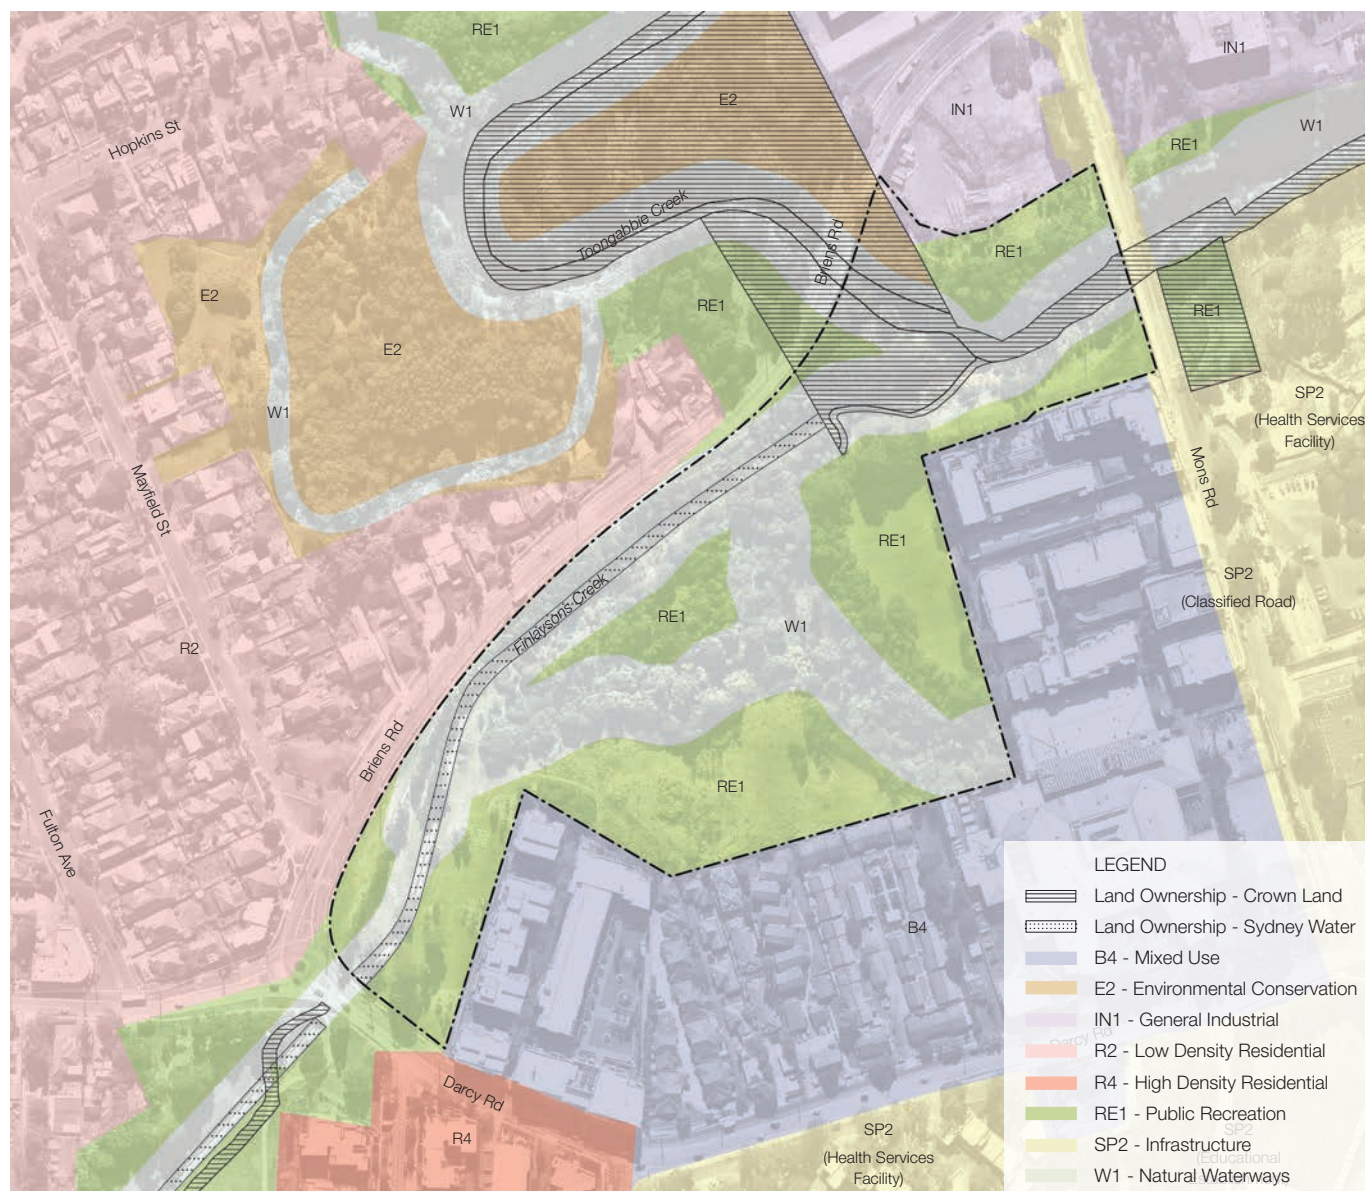 RE1
IN1
E2
W1
IN1
W1
Hopkins St
RE1
Toongabbie Creek
Briens Rd
RE1
E2
RE1
RE1
E2
SP2
(Health Services
Facility)
W1
Mayfield St
Mons Rd
RE1
SP2
(Classified Road)
Finlaysons Creek
RE1
W1
R2
Briens Rd
RE1
Fulton Ave
B4
Darcy Rd
Darcy Rd
R4
SP2
(Health Services
Facility)
SP2
(Educational
LEGEND
Land Ownership - Crown Land
Land Ownership - Sydney Water
B4 - Mixed Use
E2 - Environmental Conservation
IN1 - General Industrial
R2 - Low Density Residential
R4 - High Density Residential
RE1 - Public Recreation
SP2 - Infrastructure
W1 - Natural Waterways